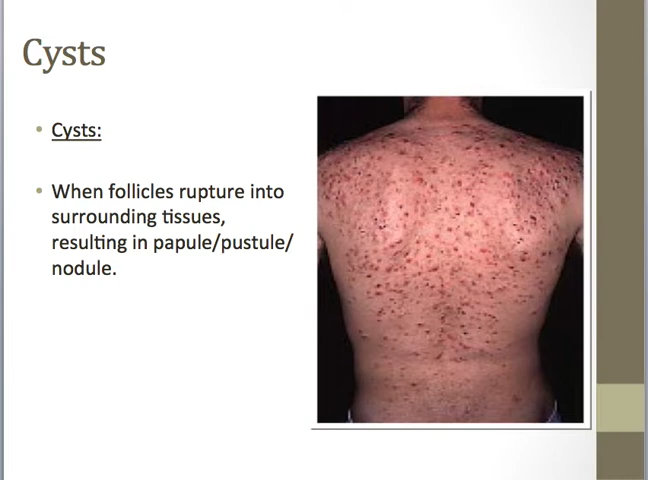 Cysts
• Cysts:
• When follicles rupture into
surrounding tissues,
resulting in papule/pustule/
nodule.